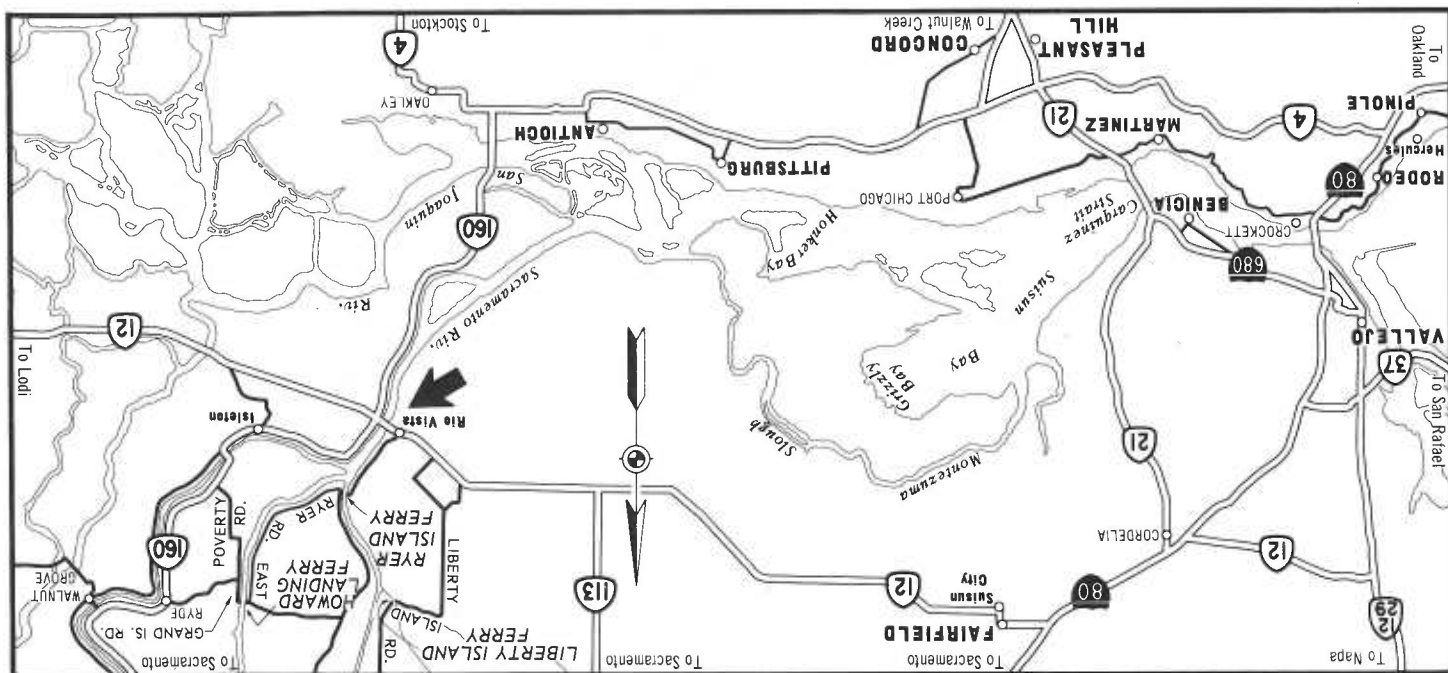 To Stockton
4
OAKLEY
To Walnut Creek
CONCORD
PLEASANT
HILL
To
Oakland
PINOLE
Hercules
RODEO
4
21
MARTINEZ
80
ANTIOCH
PITTSBURG
PORT CHICAGO
BENICIA
CROCKETT
680
Carquinez
Strait
San
Joaquin
Riv.
160
Sacramento Riv.
Honker Bay
Suisun
Bay
Grizzly
Bay
VALLEJO
37
To San Rafael
12
To Lodi
Rio Vista
Isleton
Slough
Montezuma
21
CORDELIA
12
12
29
To Napa
80
FAIRFIELD
Suisun
City
12
To Sacramento
113
To Sacramento
LIBERTY
ISLAND
RD.
LIBERTY ISLAND
FERRY
RYER
ISLAND
FERRY
HOWARD
LANDING
FERRY
RYER RD.
EAST
POVERTY
RD.
GRAND IS. RD.
RYDE
160
WALNUT
GROVE
To Sacramento
To Sacramento